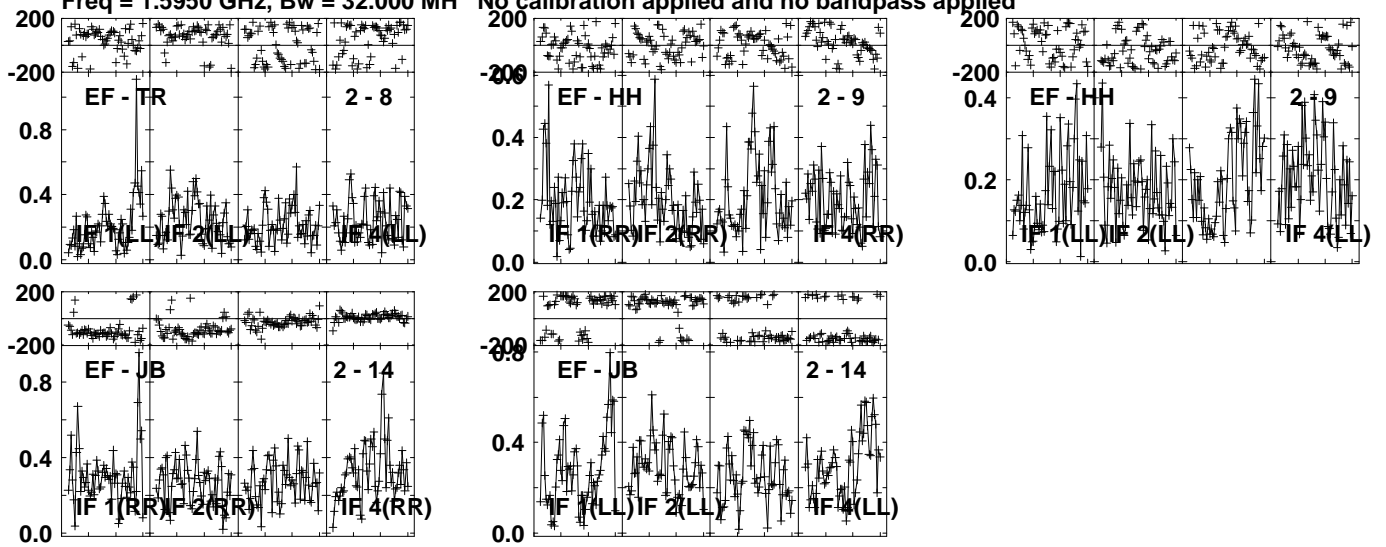 Freq = 1.5950 GHz, Bw = 32.000 MH No calibration applied and no bandpass applied
200
-200
EF - TR 2 - 8
0.8
0.4
0.0
IF 1(LL) IF 2(LL) IF 4(LL)
200
-200
0.6
EF - HH 2 - 9
0.4
0.2
0.0
IF 1(RR) IF 2(RR) IF 4(RR)
200
-200
EF - HH 2 - 9
0.4
0.2
0.0
IF 1(LL) IF 2(LL) IF 4(LL)
200
-200
EF - JB 2 - 14
0.8
0.4
0.0
IF 1(RR) IF 2(RR) IF 4(RR)
200
-200
0.8
EF - JB 2 - 14
0.4
0.0
IF 1(LL) IF 2(LL) IF 4(LL)